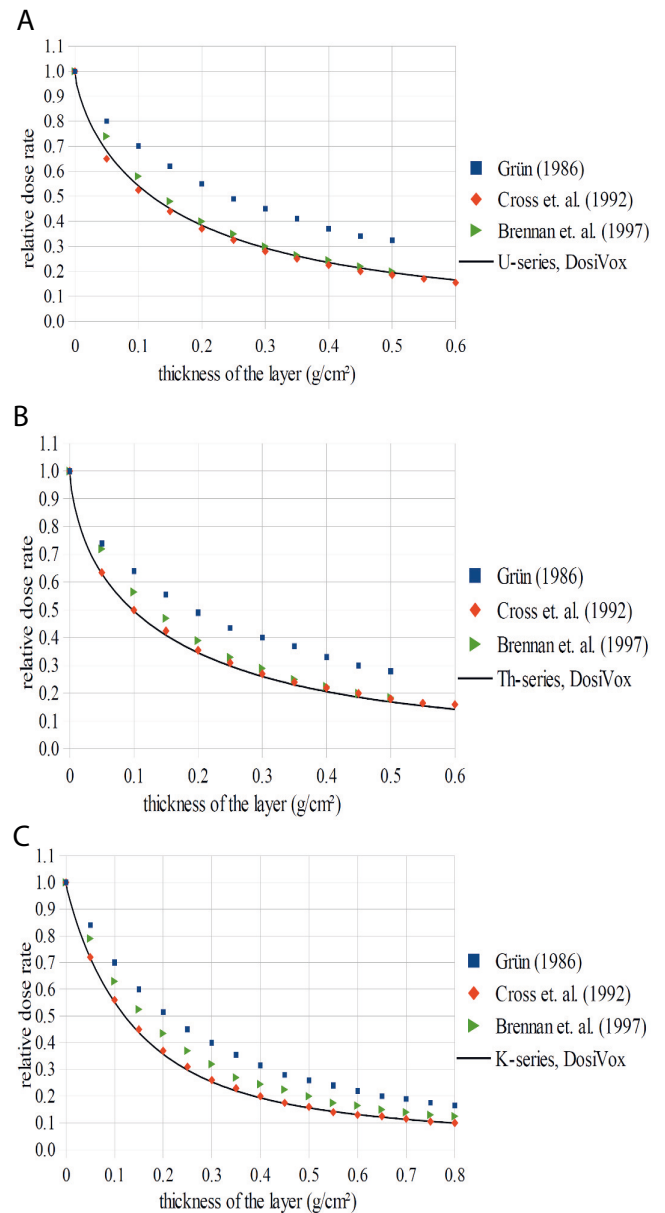 A
1.1
1.0
0.9
0.8
0.7
0.6
0.5
0.4
0.3
0.2
0.1
0.0
relative dose rate
0 0.1 0.2 0.3 0.4 0.5 0.6
thickness of the layer (g/cm²)
Grün (1986)
Cross et. al (1992)
Brennan et. al (1997)
U-series, DosiVox
B
1.1
1.0
0.9
0.8
0.7
0.6
0.5
0.4
0.3
0.2
0.1
0.0
relative dose rate
0 0.1 0.2 0.3 0.4 0.5 0.6
thickness of the layer (g/cm²)
Grün (1986)
Cross et. al (1992)
Brennan et. al (1997)
Th-series, DosiVox
C
1.1
1.0
0.9
0.8
0.7
0.6
0.5
0.4
0.3
0.2
0.1
0.0
relative dose rate
0 0.1 0.2 0.3 0.4 0.5 0.6 0.7 0.8
thickness of the layer (g/cm²)
Grün (1986)
Cross et. al (1992)
Brennan et. al (1997)
K-series, DosiVox